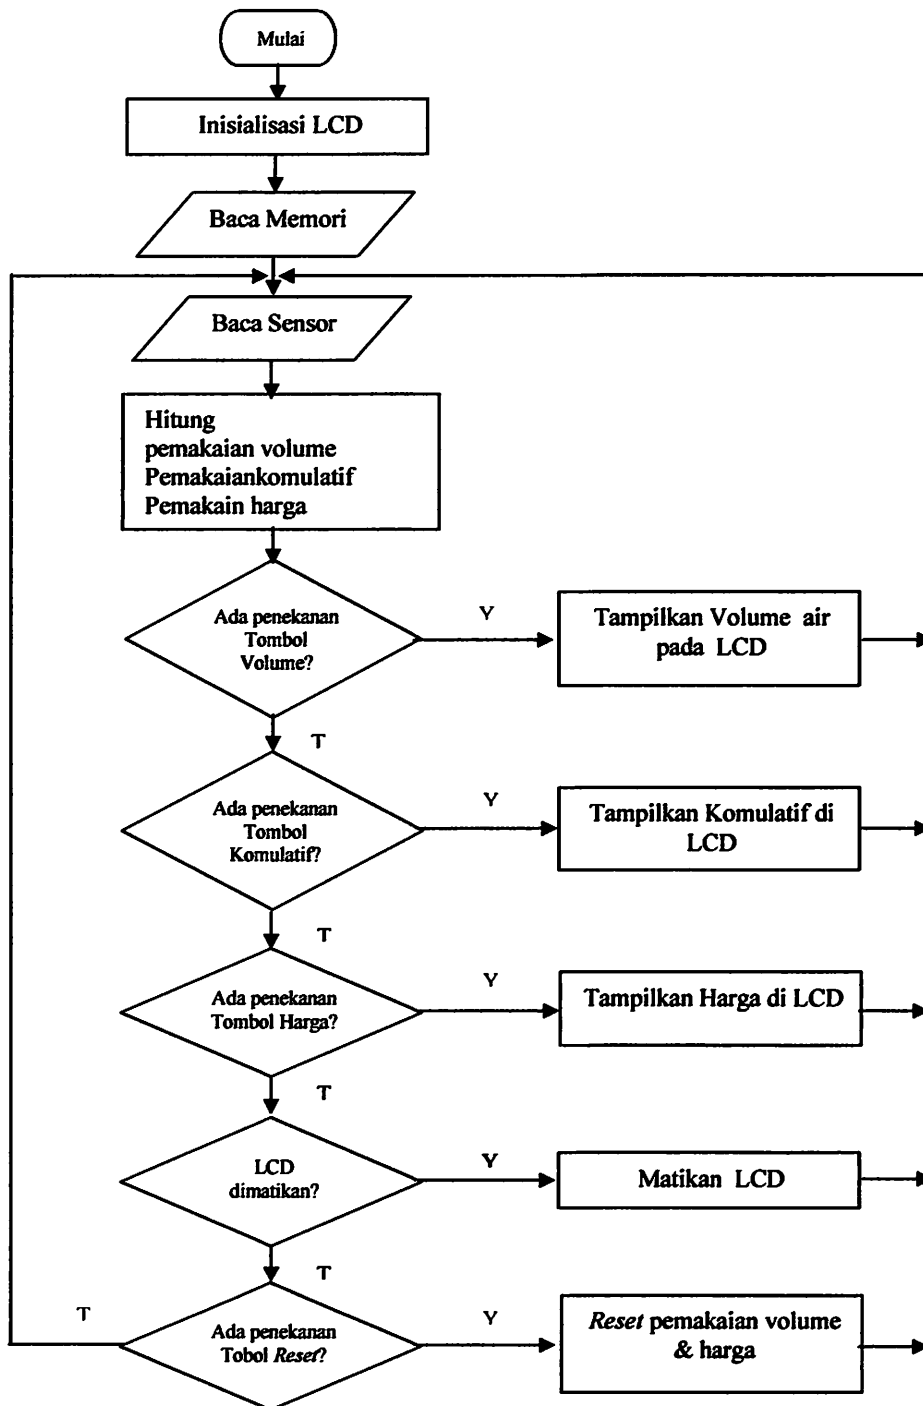 Mulai
Inisialisasi LCD
Baca Memori
Baca Sensor
Hitung
pemakaian volume
Pemakaiankomulatif
Pemakain harga
Ada penekanan
Tombol
Volume?
Y
Tampilkan Volume air
pada LCD
T
Ada penekanan
Tombol
Komulatif?
Y
Tampilkan Komulatif di
LCD
T
Ada penekanan
Tombol Harga?
Y
Tampilkan Harga di LCD
T
LCD
dimatikan?
Y
Matikan LCD
T
T
Ada penekanan
Tobol Reset?
Y
Reset pemakaian volume
& harga